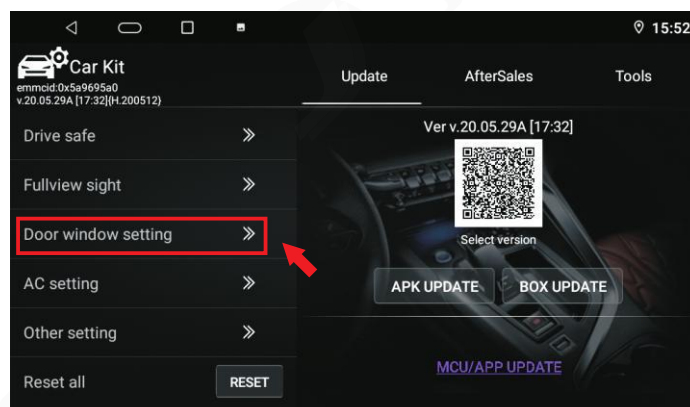 15:52
Car Kit
emmcid:0x5a9695a0
v.20.05.29A [17:32](H.200512)
Update AfterSales Tools
Drive safe
Fullview sight
Door window setting
AC setting
Other setting
Reset all RESET
Ver v.20.05.29A [17:32]
Select version
APK UPDATE BOX UPDATE
MCU/APP UPDATE